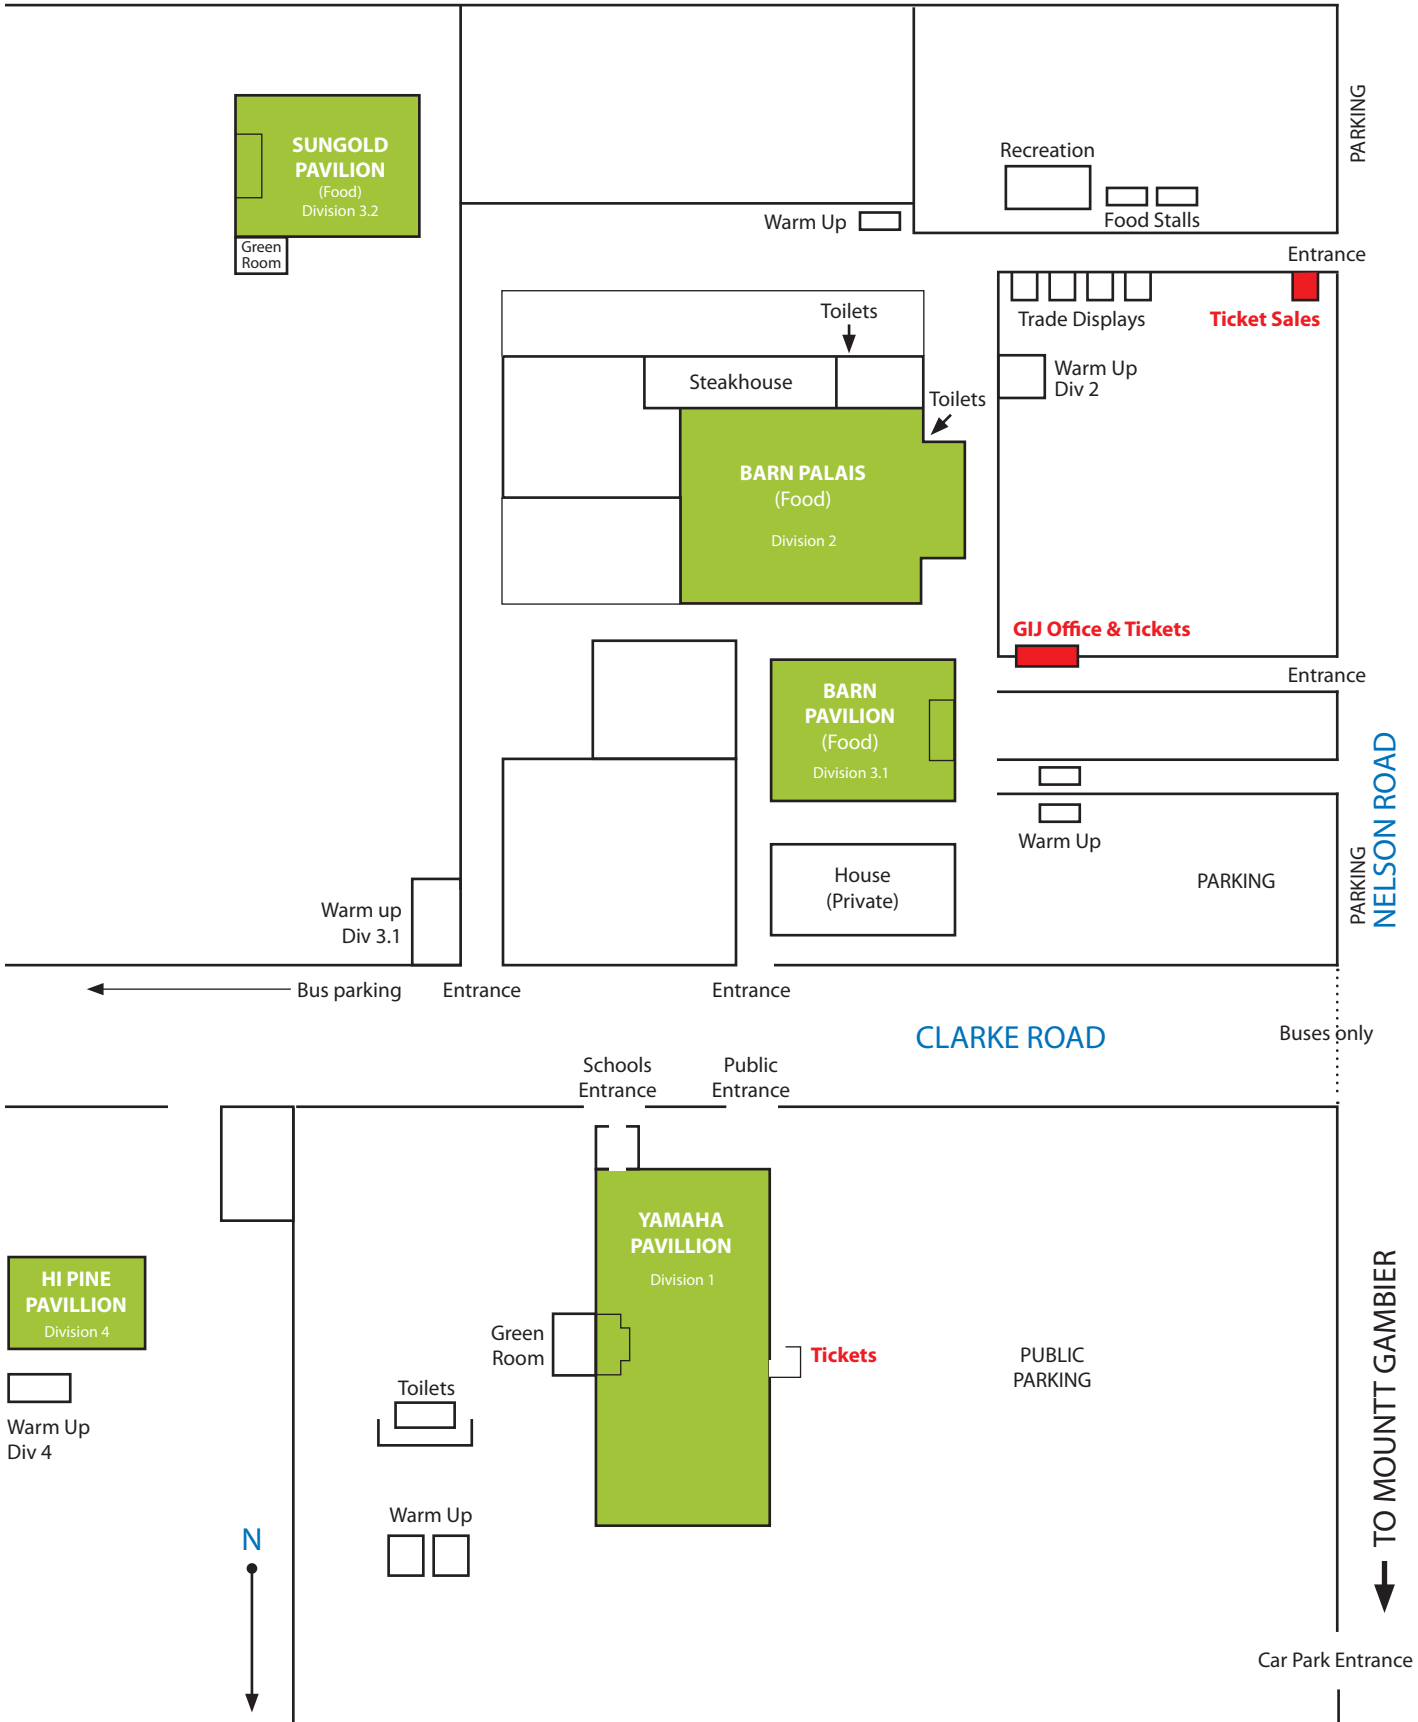 PARKING
Recreation
SUNGOLD
PAVILION
(Food)
Division 3.2
Food Stalls
Warm Up
Green
Room
Entrance
Toilets
Trade Displays
Ticket Sales
Steakhouse
Warm Up
Div 2
Toilets
BARN PALAIS
(Food)
Division 2
GIJ Office & Tickets
Entrance
BARN
PAVILION
(Food)
Division 3.1
NELSON ROAD
Warm Up
PARKING
House
(Private)
PARKING
Warm up
Div 3.1
Bus parking
Entrance
Entrance
CLARKE ROAD
Buses only
Schools
Entrance
Public
Entrance
YAMAHA
PAVILLION
Division 1
HI PINE
PAVILLION
Division 4
TO MOUNTT GAMBIER
Green
Room
Tickets
PUBLIC
PARKING
Toilets
Warm Up
Div 4
Warm Up
N
Car Park Entrance